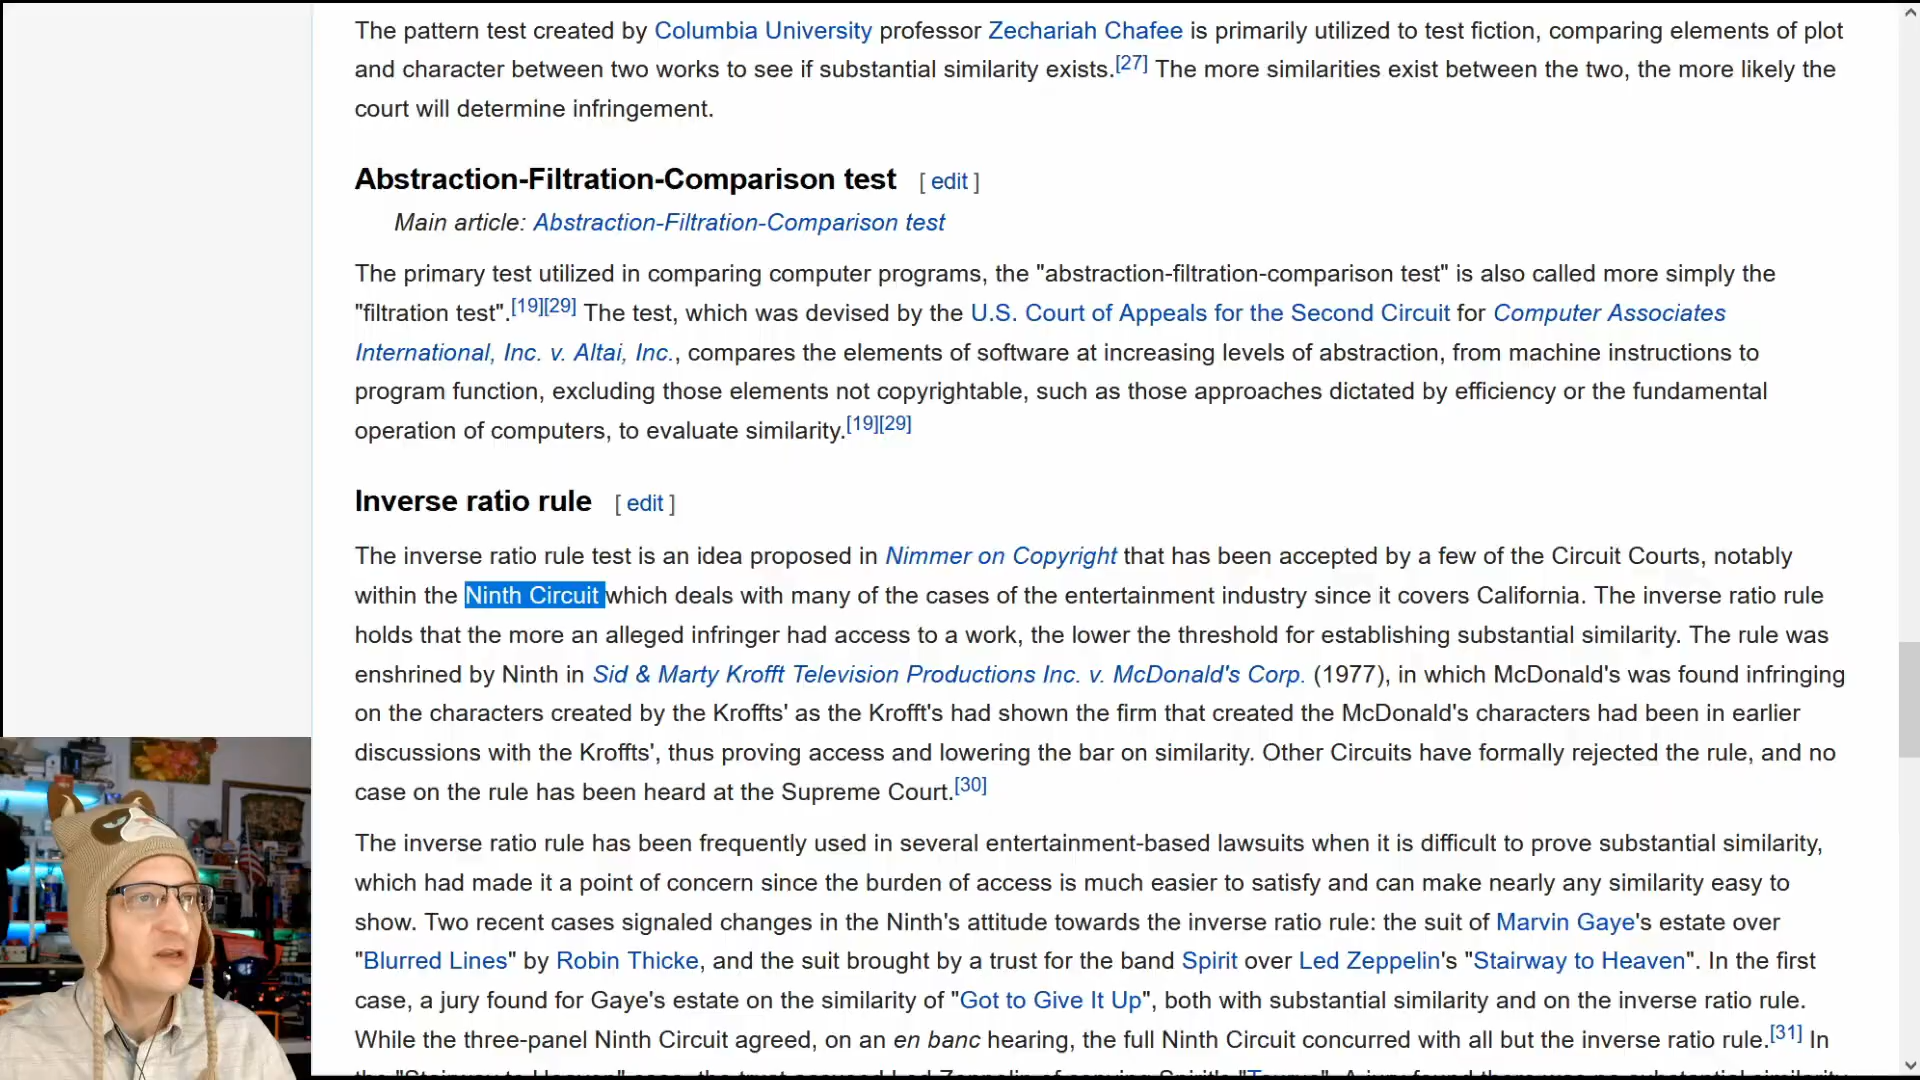 The pattern test created by Columbia University professor Zechariah Chafee is primarily utilized to test fiction, comparing elements of plot
and character between two works to see if substantial similarity exists.[27] The more similarities exist between the two, the more likely the
court will determine infringement.
Abstraction-Filtration-Comparison test [ edit ]
Main article: Abstraction-Filtration-Comparison test
The primary test utilized in comparing computer programs, the "abstraction-filtration-comparison test" is also called more simply the
"filtration test".[19][29] The test, which was devised by the U.S. Court of Appeals for the Second Circuit for Computer Associates
International, Inc. v. Altai, Inc., compares the elements of software at increasing levels of abstraction, from machine instructions to
program function, excluding those elements not copyrightable, such as those approaches dictated by efficiency or the fundamental
operation of computers, to evaluate similarity.[19][29]
Inverse ratio rule [ edit ]
The inverse ratio rule test is an idea proposed in Nimmer on Copyright that has been accepted by a few of the Circuit Courts, notably
within the Ninth Circuit which deals with many of the cases of the entertainment industry since it covers California. The inverse ratio rule
holds that the more an alleged infringer had access to a work, the lower the threshold for establishing substantial similarity. The rule was
enshrined by Ninth in Sid & Marty Krofft Television Productions Inc. v. McDonald's Corp. (1977), in which McDonald's was found infringing
on the characters created by the Kroffts' as the Krofft's had shown the firm that created the McDonald's characters had been in earlier
discussions with the Kroffts', thus proving access and lowering the bar on similarity. Other Circuits have formally rejected the rule, and no
case on the rule has been heard at the Supreme Court.[30]
The inverse ratio rule has been frequently used in several entertainment-based lawsuits when it is difficult to prove substantial similarity,
which had made it a point of concern since the burden of access is much easier to satisfy and can make nearly any similarity easy to
show. Two recent cases signaled changes in the Ninth's attitude towards the inverse ratio rule: the suit of Marvin Gaye's estate over
"Blurred Lines" by Robin Thicke, and the suit brought by a trust for the band Spirit over Led Zeppelin's "Stairway to Heaven". In the first
case, a jury found for Gaye's estate on the similarity of "Got to Give It Up", both with substantial similarity and on the inverse ratio rule.
While the three-panel Ninth Circuit agreed, on an en banc hearing, the full Ninth Circuit concurred with all but the inverse ratio rule.[31] In